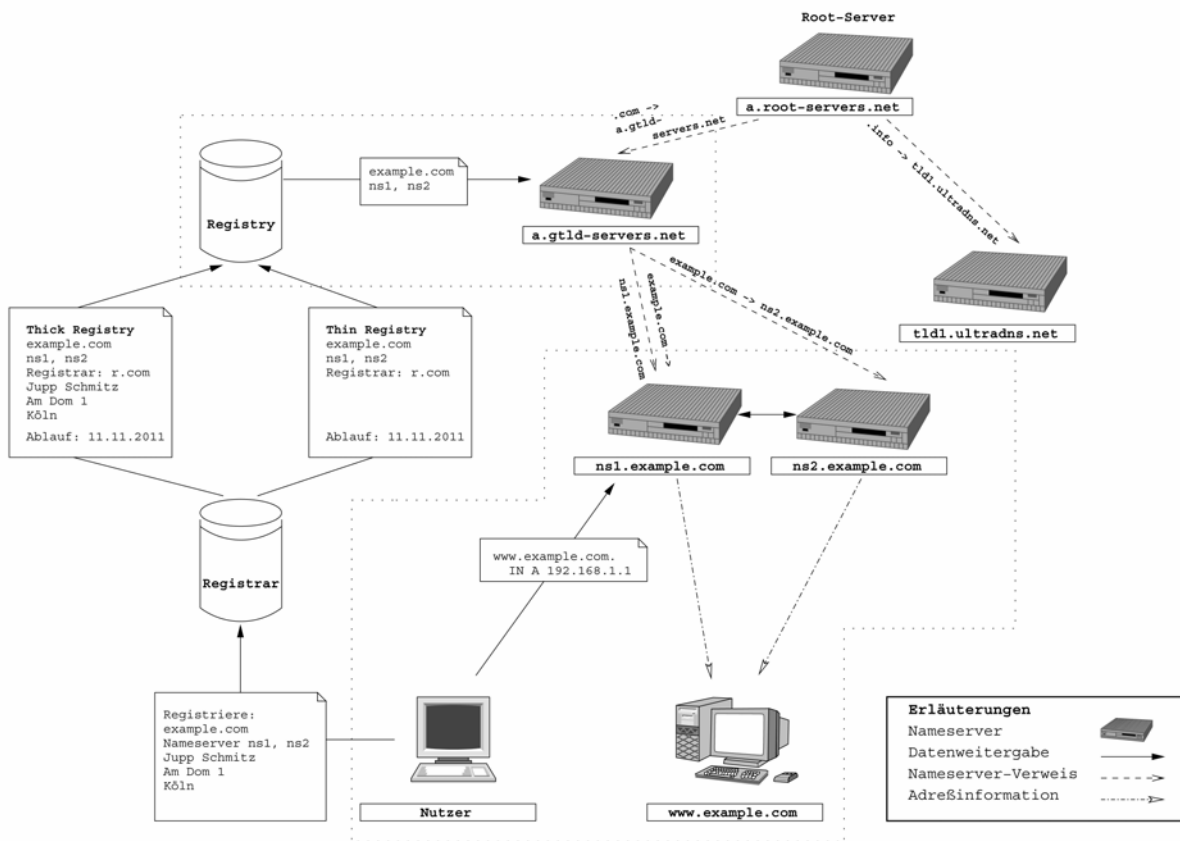 Root-Server
a.root-servers.net
.com ->
a.gtld-
servers.net
.info -> tld1.ultradns.net
example.com
ns1, ns2
Registry
a.gtld-servers.net
tld1.ultradns.net
example.com ->
ns1.example.com
example.com -> ns2.example.com
Thick Registry
example.com
ns1, ns2
Registrar: r.com
Jupp Schmitz
Am Dom 1
Köln
Ablauf: 11.11.2011
Thin Registry
example.com
ns1, ns2
Registrar: r.com
Ablauf: 11.11.2011
ns1.example.com
ns2.example.com
www.example.com.
IN A 192.168.1.1
Registrar
Registriere:
example.com
Nameserver ns1, ns2
Jupp Schmitz
Am Dom 1
Köln
Nutzer
www.example.com
Erläuterungen
Nameserver
Datenweitergabe
Nameserver-Verweis
Adreßinformation